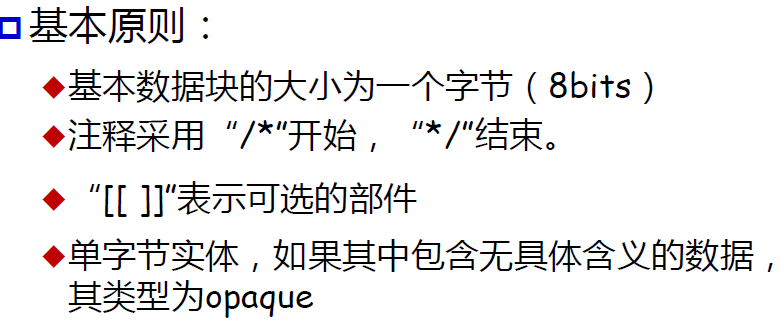 基本原则：
基本数据块的大小为一个字节（8bits）
注释采用“/*”开始，“*/”结束。
“[[ ]]”表示可选的部件
单字节实体，如果其中包含无具体含义的数据，
其类型为opaque